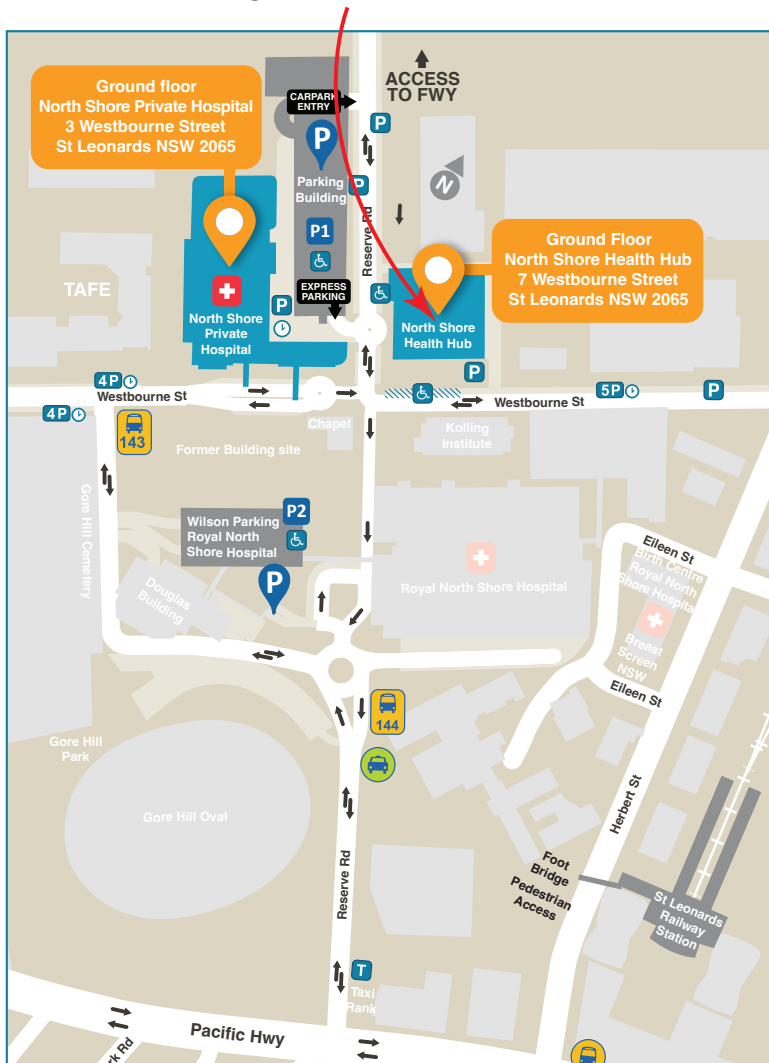 ACCESS
TO FWY
Ground floor
North Shore Private Hospital
3 Westbourne Street
St Leonards NSW 2065
CARPARK
ENTRY
P
P
Parking
Building
P
P1
EXPRESS
PARKING
Reserve Rd
N
Ground Floor
North Shore Health Hub
7 Westbourne Street
St Leonards NSW 2065
TAFE
P
North Shore
Private
Hospital
North Shore
Health Hub
P
4P
Westbourne St
5P
P
Westbourne St
4P
143
Chapel
Kolling
Institute
Former Building site
Gore Hill Cemetery
P2
Wilson Parking
Royal North
Shore Hospital
P
Douglas
Building
Royal North Shore Hospital
Eileen St
Birth Centre
Royal North
Shore Hospital
Breast
Screen
NSW
Eileen St
144
Gore Hill
Park
Gore Hill Oval
Herbert St
Reserve Rd
Foot
Bridge
Pedestrian
Access
St Leonards
Railway
Station
T
Taxi
Rank
Pacific Hwy
rk Rd